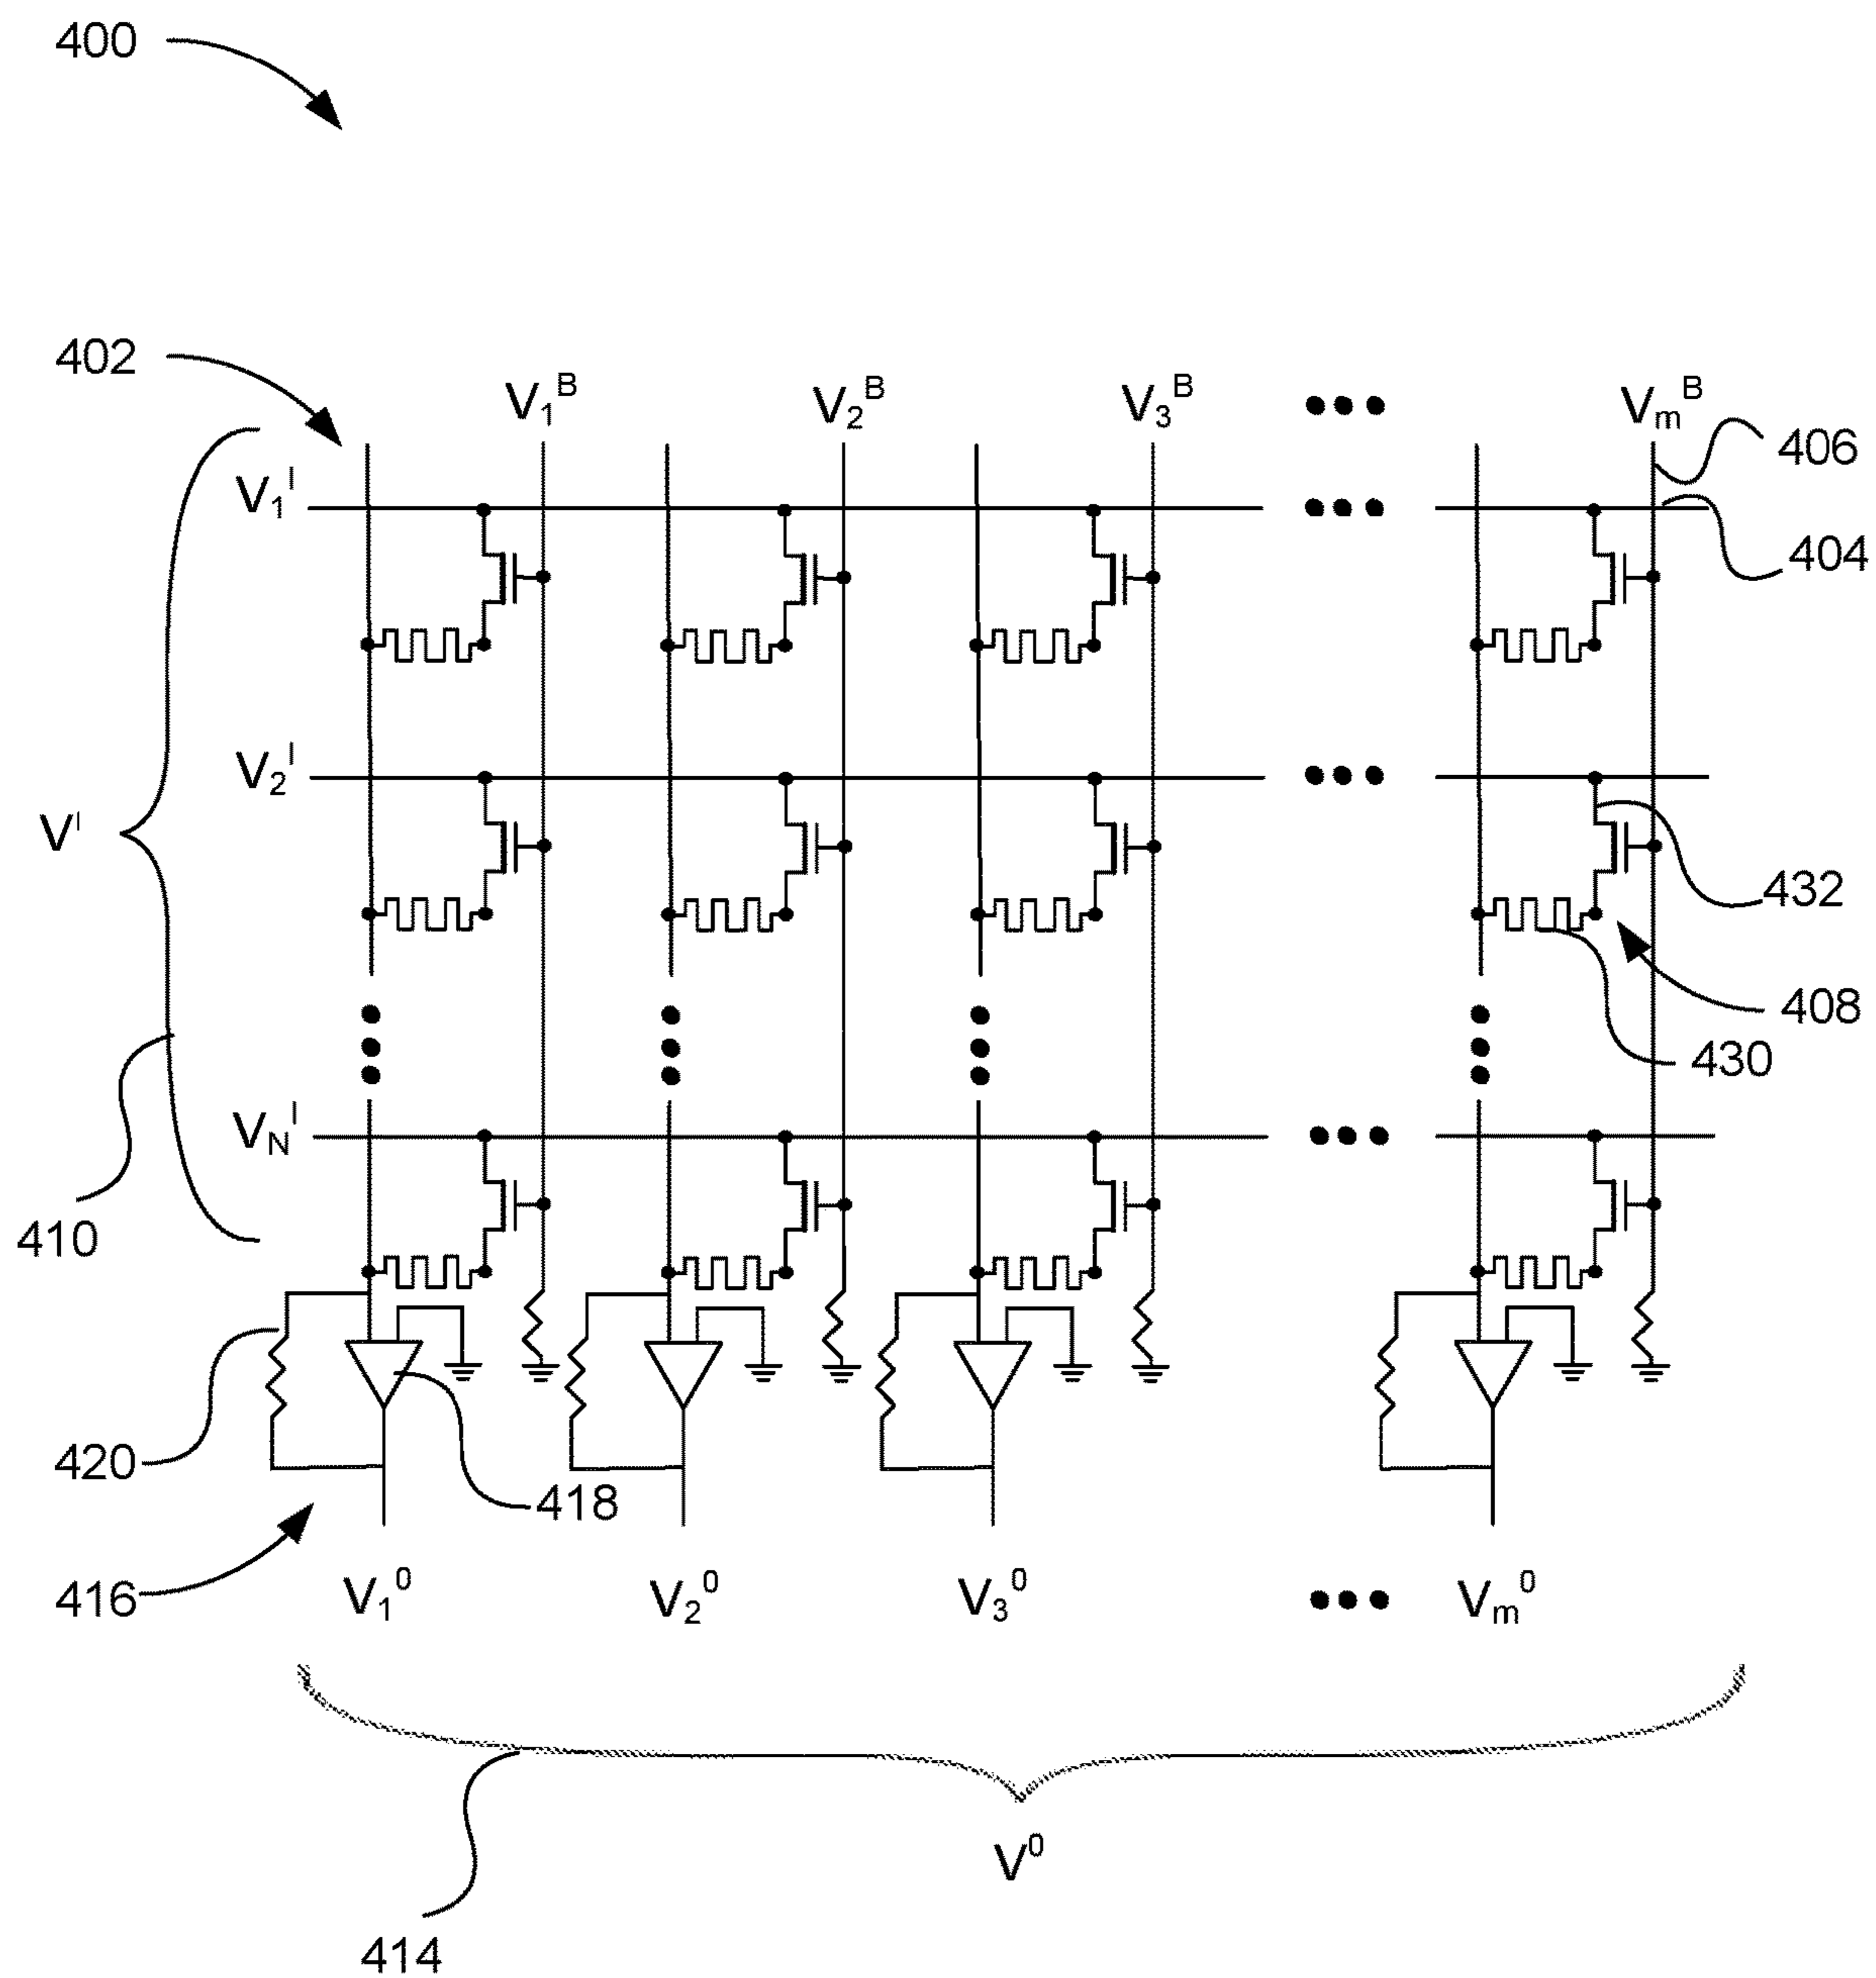 400
402
V₁ᴮ V₂ᴮ V₃ᴮ ••• Vₘᴮ
406
V₁ᴵ •••
404
V₂ᴵ •••
Vᴵ
432
408
430
V_Nᴵ •••
410
420
418
416
V₁⁰ V₂⁰ V₃⁰ ••• Vₘ⁰
V⁰
414